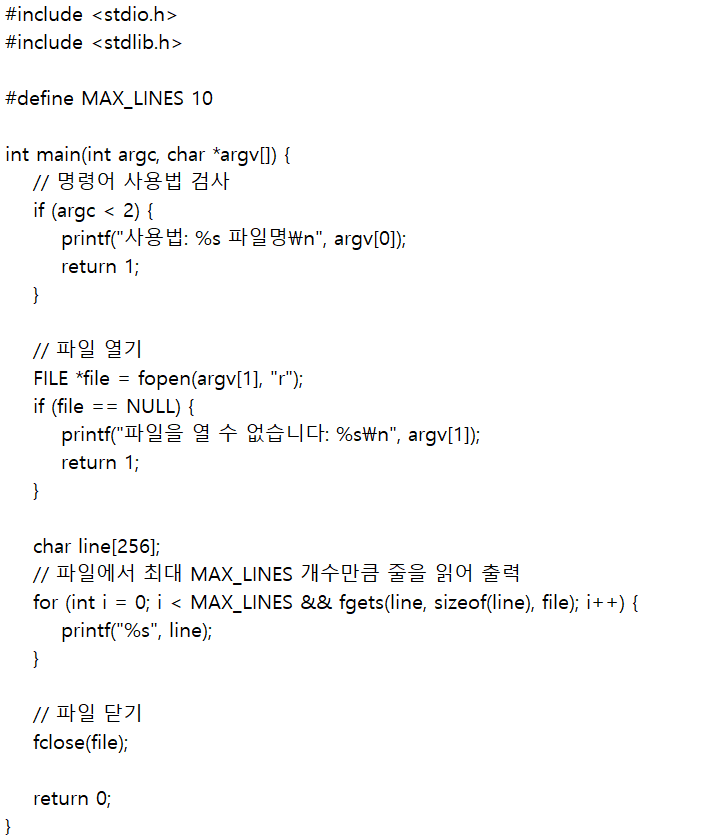 #include <stdio.h>
#include <stdlib.h>

#define MAX_LINES 10

int main(int argc, char *argv[]) {
    // 명령어 사용법 검사
    if (argc < 2) {
        printf("사용법: %s 파일명₩n", argv[0]);
        return 1;
    }

    // 파일 열기
    FILE *file = fopen(argv[1], "r");
    if (file == NULL) {
        printf("파일을 열 수 없습니다: %s₩n", argv[1]);
        return 1;
    }

    char line[256];
    // 파일에서 최대 MAX_LINES 개수만큼 줄을 읽어 출력
    for (int i = 0; i < MAX_LINES && fgets(line, sizeof(line), file); i++) {
        printf("%s", line);
    }

    // 파일 닫기
    fclose(file);

    return 0;
}